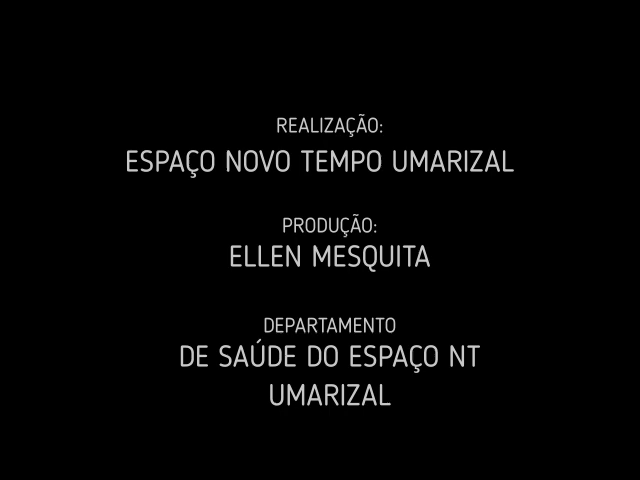 REALIZAÇÃO:
ESPAÇO NOVO TEMPO UMARIZAL
PRODUÇÃO:
ELLEN MESQUITA
DEPARTAMENTO
DE SAÚDE DO ESPAÇO NT
UMARIZAL